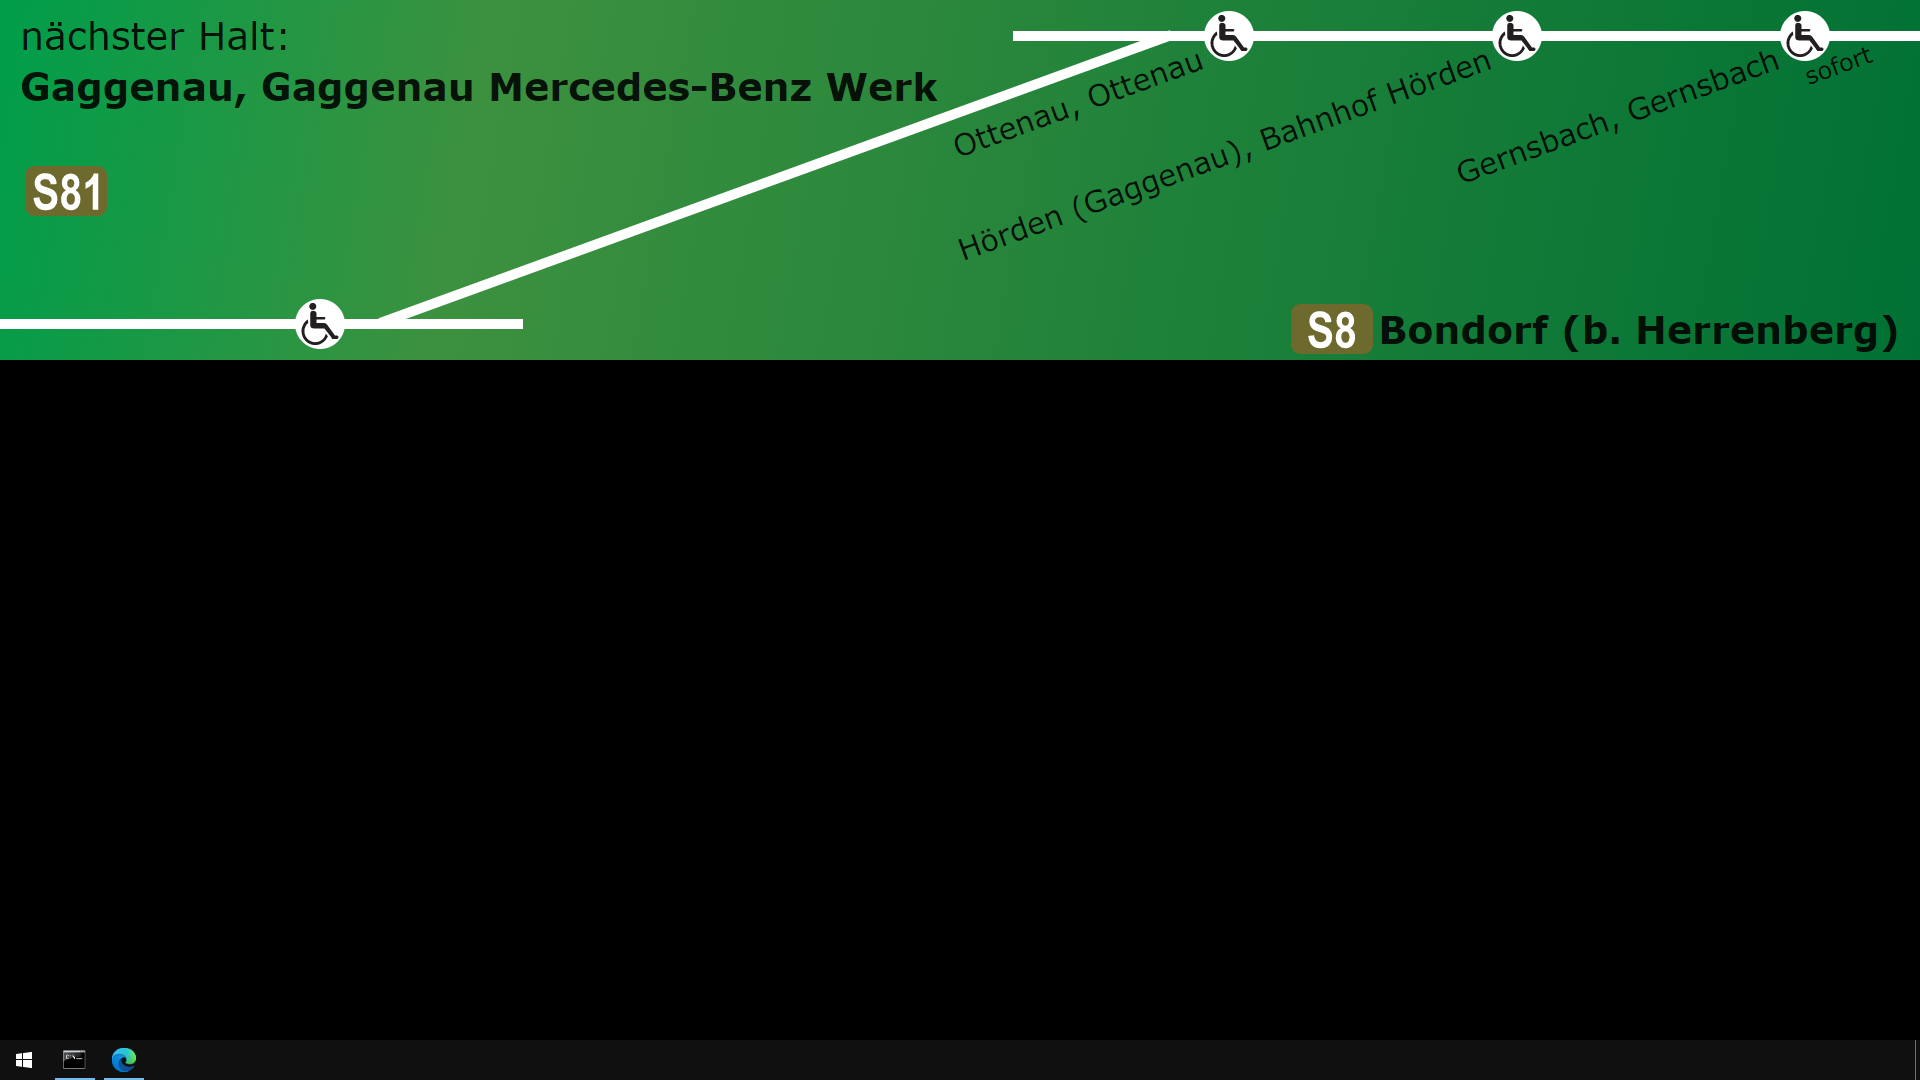 nächster Halt:
Gaggenau, Gaggenau Mercedes-Benz Werk
S81
Ottenau, Ottenau
Hörden (Gaggenau), Bahnhof Hörden
Gernsbach, Gernsbach
sofort
S8 Bondorf (b. Herrenberg)